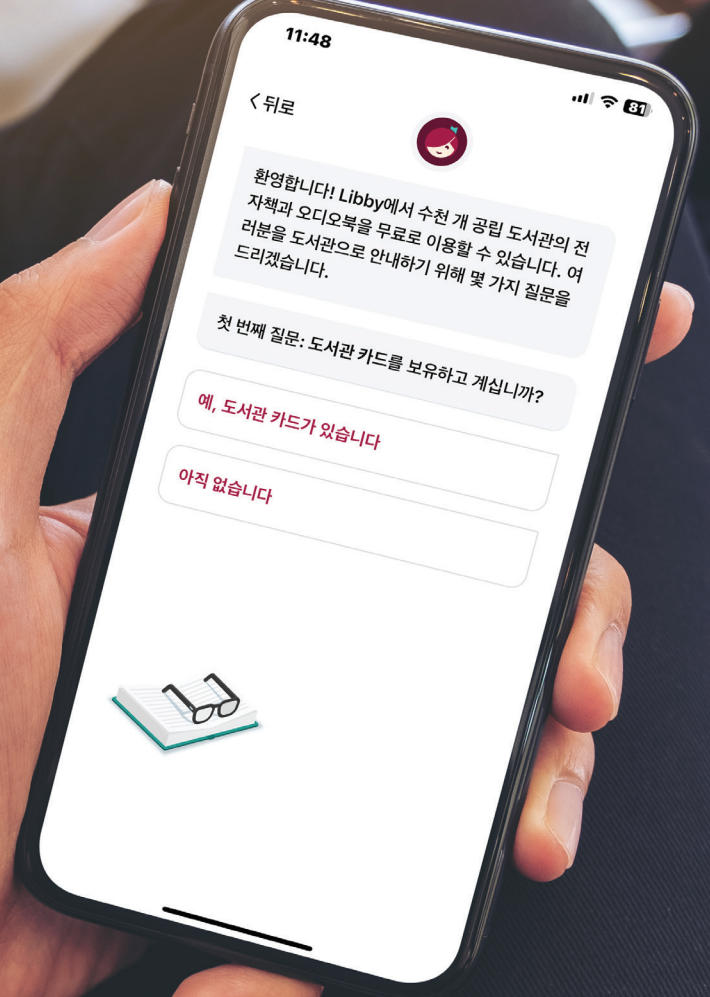 11:48
81
뒤로
환영합니다! Libby에서 수천 개 공립 도서관의 전
자책과 오디오북을 무료로 이용할 수 있습니다. 여
러분을 도서관으로 안내하기 위해 몇 가지 질문을
드리겠습니다.
첫 번째 질문: 도서관 카드를 보유하고 계십니까?
예, 도서관 카드가 있습니다
아직 없습니다